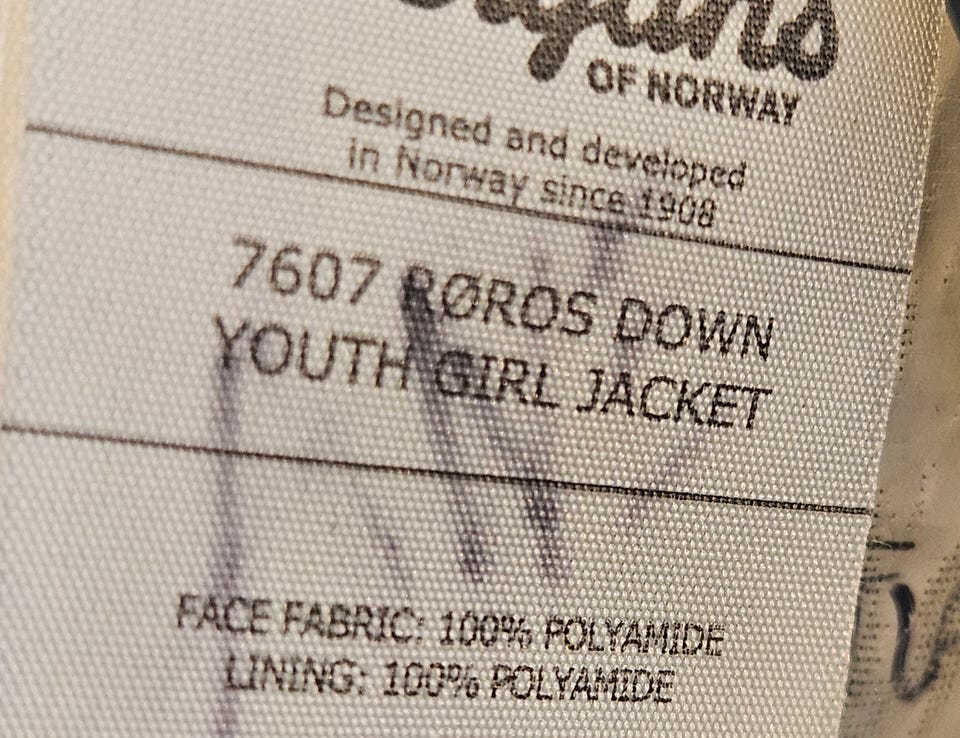 OF NORWAY
Designed and developed
in Norway since 1908
7607 RØROS DOWN
YOUTH GIRL JACKET
FACE FABRIC: 100% POLYAMIDE
LINING: 100% POLYAMIDE